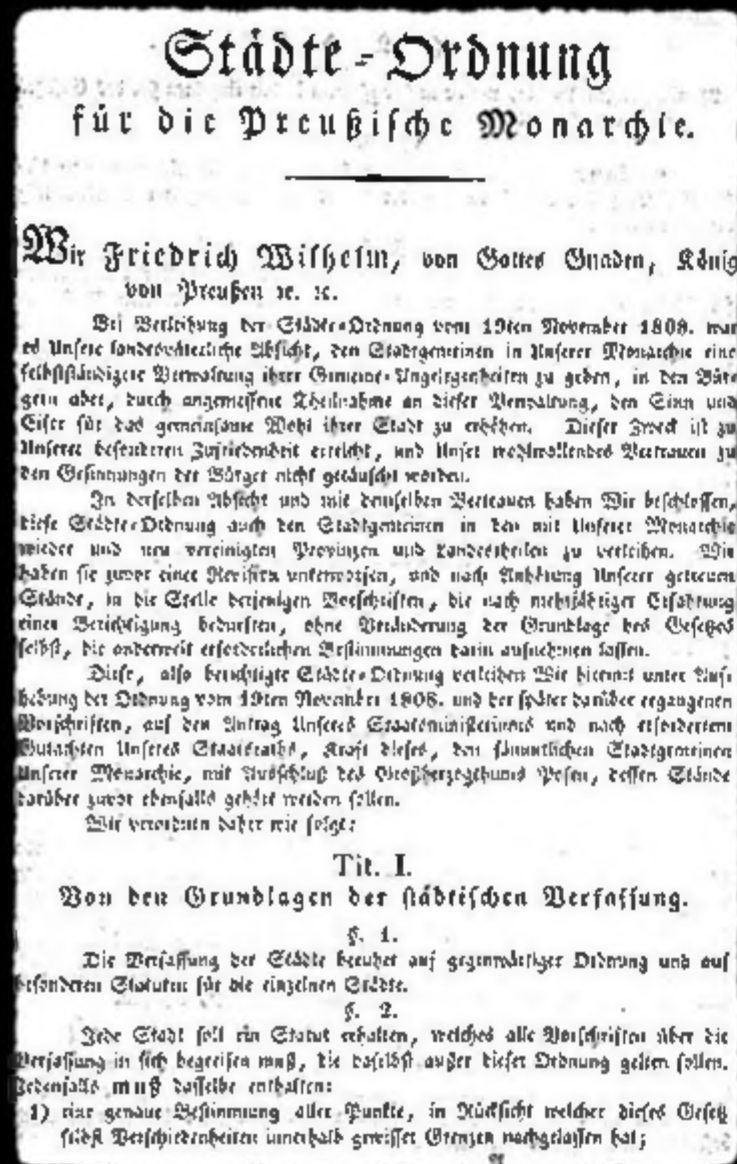 Städte-Ordnung
für die Preußische Monarchie.
Wir Friedrich Wilhelm, von Gottes Gnaden, König
von Preußen ꝛc. ꝛc.
Bei Verleihung der Städte-Ordnung vom 19ten November 1808. war
es Unsere landesväterliche Absicht, den Stadtgemeinen in Unserer Monarchie eine
selbstständigere Verwaltung ihrer Gemeine-Angelegenheiten zu geben, in den Bür-
gern aber, durch angemessene Theilnahme an dieser Verwaltung, den Sinn und
Eifer für das gemeinsame Wohl ihrer Stadt zu erhöhen. Dieser Zweck ist zu
Unserer besonderen Zufriedenheit erreicht, und Unser wohlwollendes Vertrauen zu
den Gesinnungen der Bürger nicht getäuscht worden.
In derselben Absicht und mit demselben Vertrauen haben Wir beschlossen,
diese Städte-Ordnung auch den Stadtgemeinen in den mit Unserer Monarchie
wieder und neu vereinigten Provinzen und Landestheilen zu verleihen. Wir
haben sie zuvor einer Revision unterworfen, und nach Anhörung Unserer getreuen
Stände, in die Stelle derjenigen Vorschriften, die nach mehrjähriger Erfahrung
einer Berichtigung bedurften, ohne Veränderung der Grundlage des Gesetzes
selbst, die anderweit erforderlichen Bestimmungen darin aufnehmen lassen.
Diese, also berichtigte Städte-Ordnung verleihen Wir hiermit unter Auf-
hebung der Ordnung vom 19ten November 1808. und der später darüber ergangenen
Vorschriften, auf den Antrag Unseres Staatsministeriums und nach erfordertem
Gutachten Unseres Staatsraths, Kraft dieses, den sämmtlichen Stadtgemeinen
Unserer Monarchie, mit Ausschluß des Großherzogthums Posen, dessen Stände
darüber zuvor ebenfalls gehört werden sollen.
Wir verordnen daher wie folgt:
Tit. I.
Von den Grundlagen der städtischen Verfassung.
§. 1.
Die Verfassung der Städte beruhet auf gegenwärtiger Ordnung und auf
besonderen Statuten für die einzelnen Städte.
§. 2.
Jede Stadt soll ein Statut erhalten, welches alle Vorschriften über die
Verfassung in sich begreifen muß, die daselbst außer dieser Ordnung gelten sollen.
Jedenfalls muß dasselbe enthalten:
1) eine genaue Bestimmung aller Punkte, in Rücksicht welcher dieses Gesetz
selbst Verschiedenheiten innerhalb gewisser Grenzen nachgelassen hat;